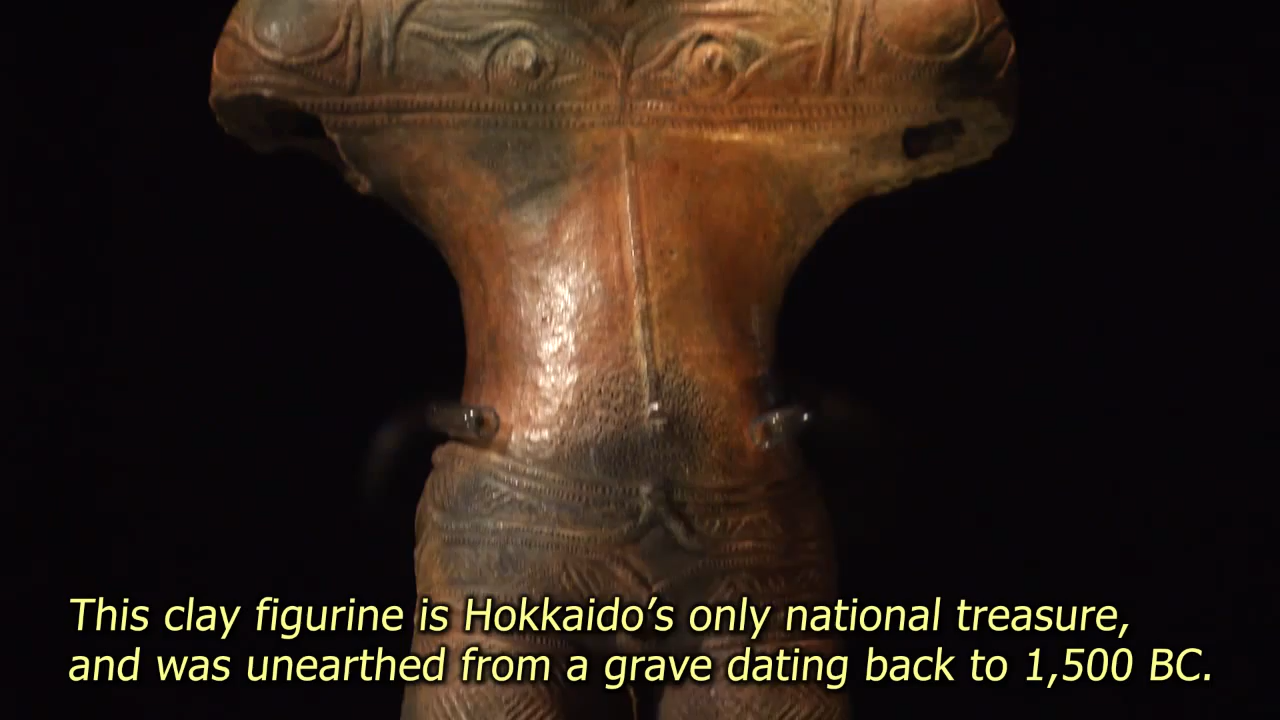 This clay figurine is Hokkaido’s only national treasure,
and was unearthed from a grave dating back to 1,500 BC.